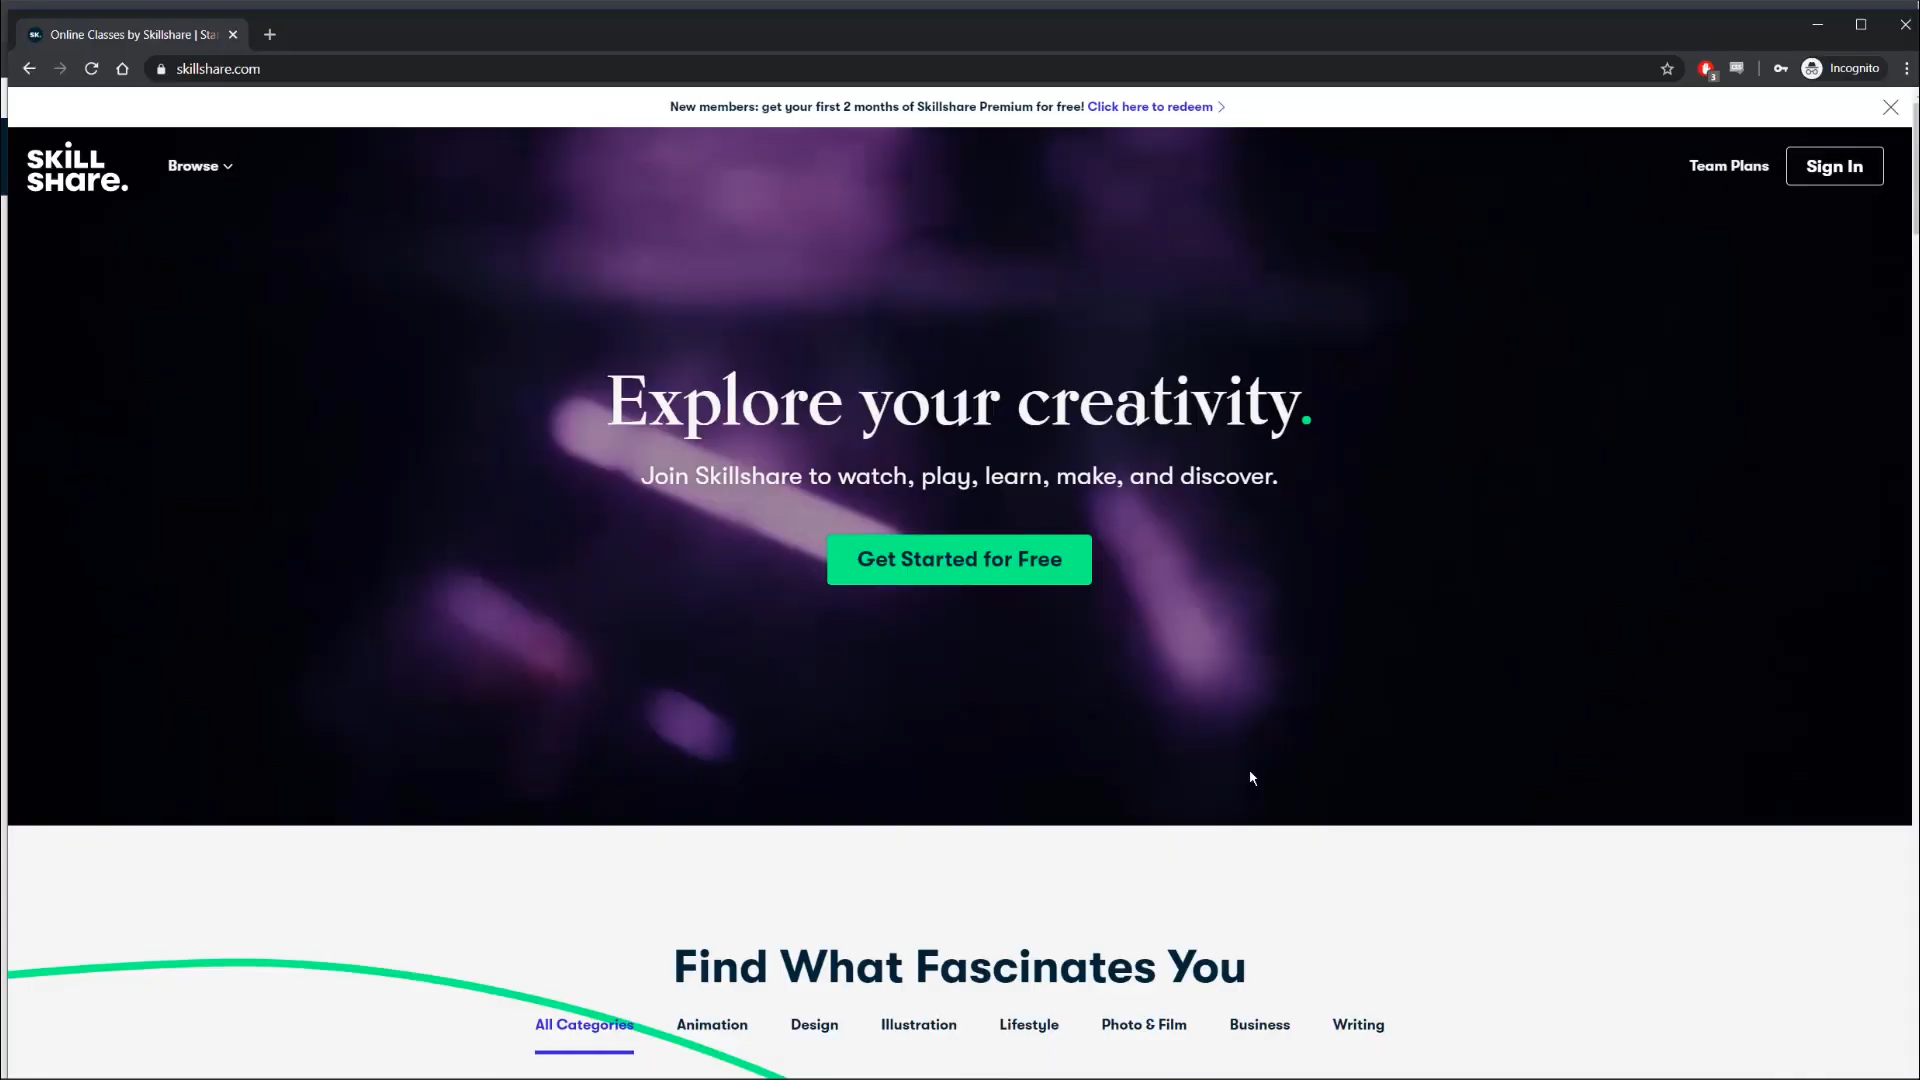 SK. Online Classes by Skillshare | Sta
skillshare.com
3
Incognito
New members: get your first 2 months of Skillshare Premium for free! Click here to redeem
SKiLL
SHare.
Browse
Team Plans
Sign In
Explore your creativity.
Join Skillshare to watch, play, learn, make, and discover.
Get Started for Free
Find What Fascinates You
All Categories Animation Design Illustration Lifestyle Photo & Film Business Writing